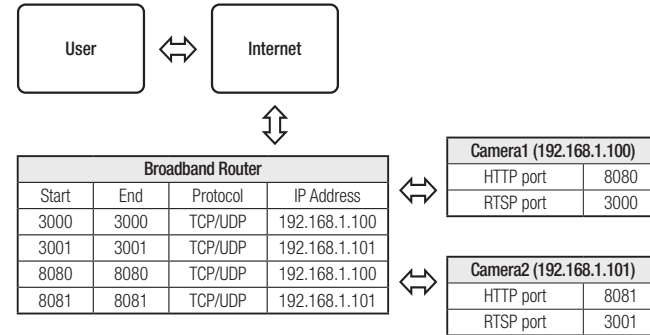 User
Internet
Broadband Router
Start End Protocol IP Address
3000 3000 TCP/UDP 192.168.1.100
3001 3001 TCP/UDP 192.168.1.101
8080 8080 TCP/UDP 192.168.1.100
8081 8081 TCP/UDP 192.168.1.101
Camera1 (192.168.1.100)
HTTP port 8080
RTSP port 3000
Camera2 (192.168.1.101)
HTTP port 8081
RTSP port 3001